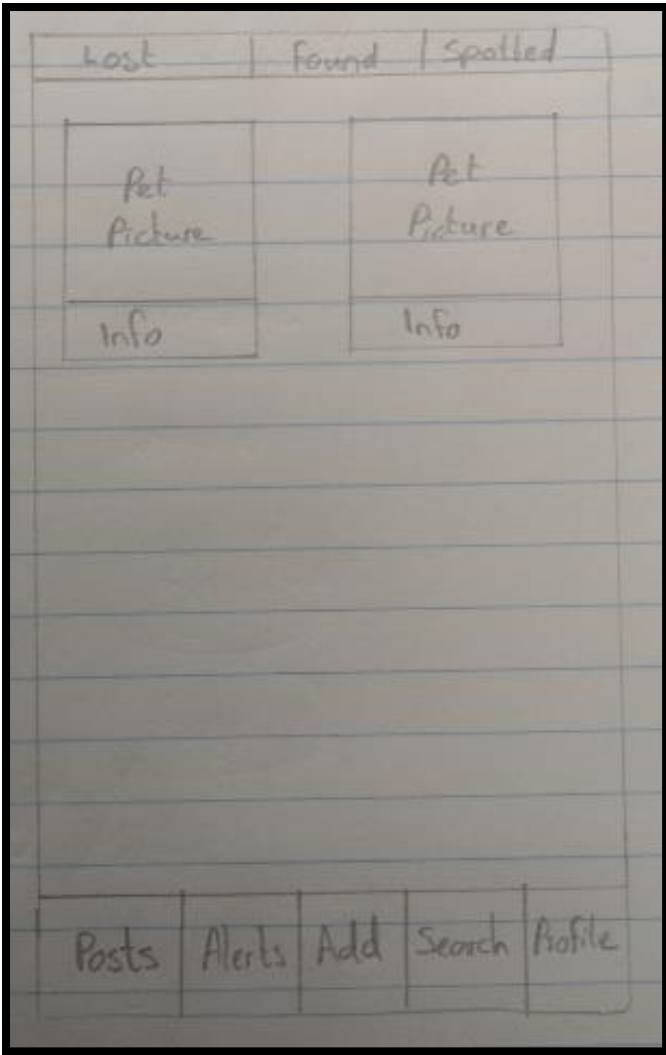 Lost Found Spotted
Pet Pet
Picture Picture
Info Info
Posts Alerts Add Search Profile